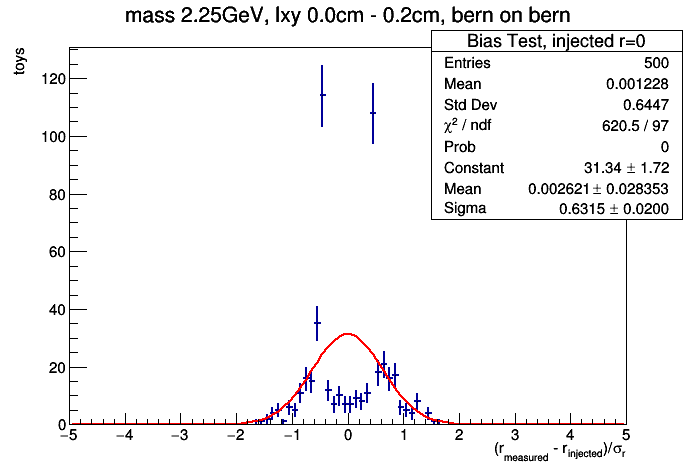 mass 2.25GeV, lxy 0.0cm - 0.2cm, bern on bern
toys
Bias Test, injected r=0
Entries 500
Mean 0.001228
Std Dev 0.6447
χ² / ndf 620.5 / 97
Prob 0
Constant 31.34 ± 1.72
Mean 0.002621 ± 0.028353
Sigma 0.6315 ± 0.0200
120
100
80
60
40
20
0
−5 −4 −3 −2 −1 0 1 2 3 4 5
(r_measured - r_injected)/σ_r